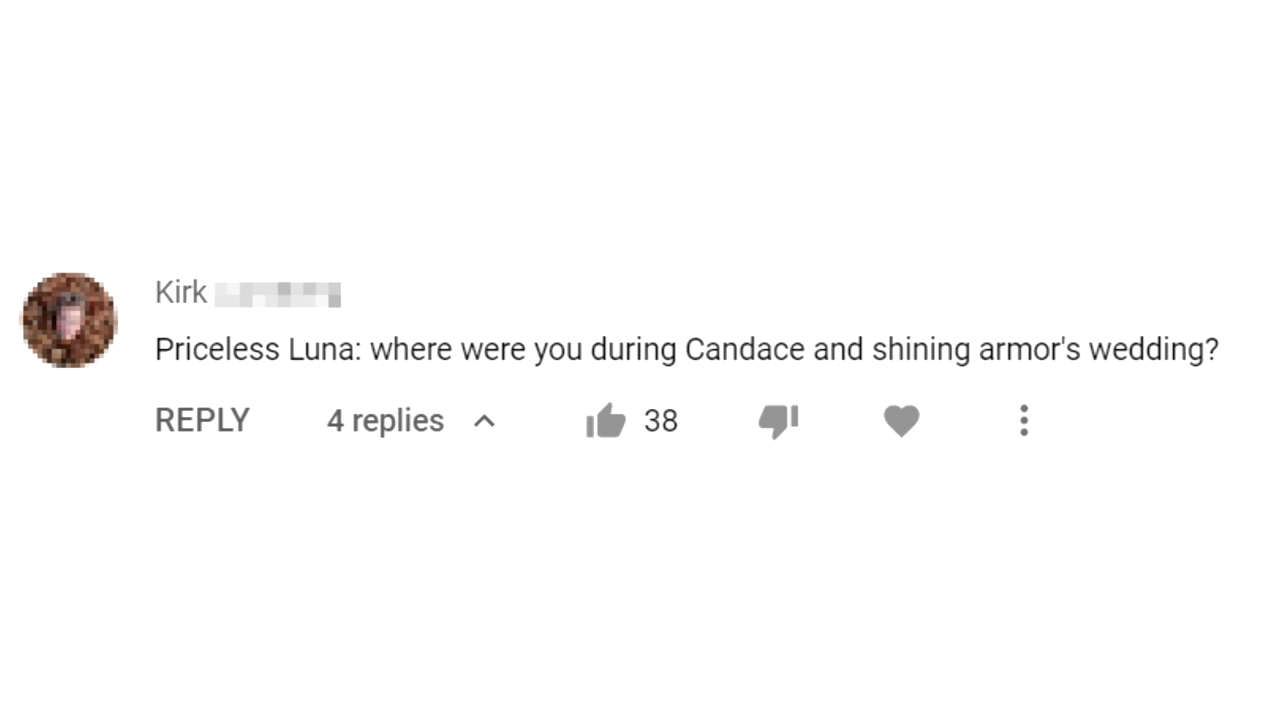 Kirk
Priceless Luna: where were you during Candace and shining armor's wedding?
REPLY 4 replies 38